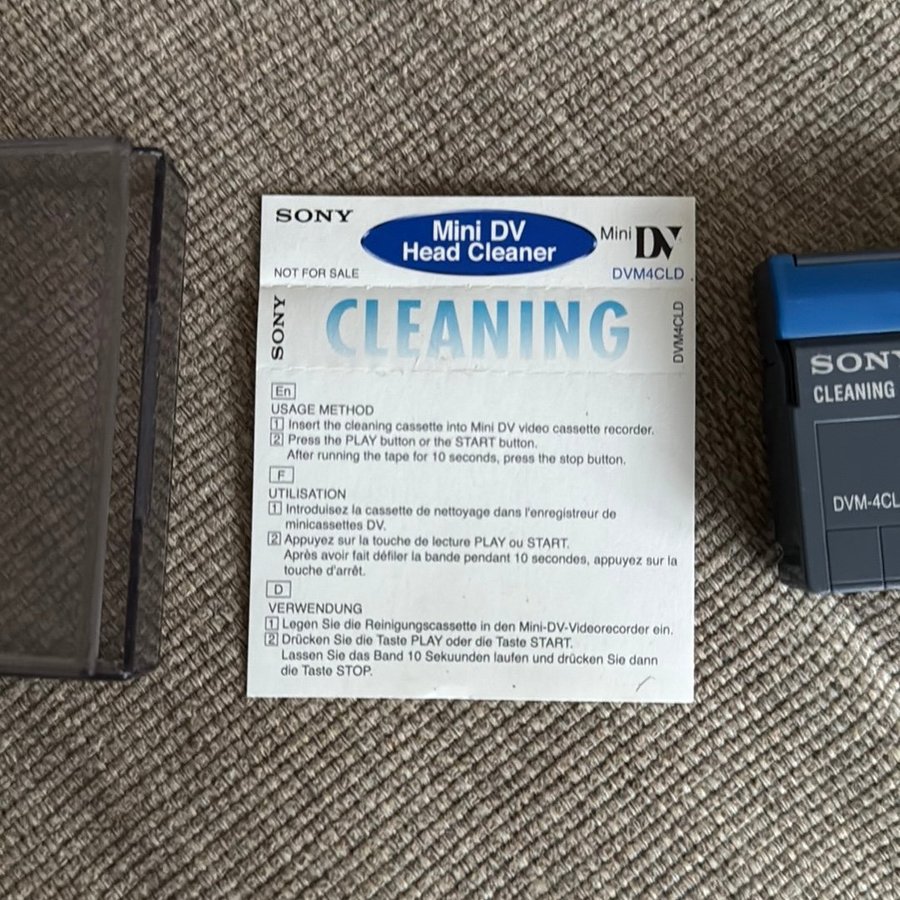 SONY
Mini DV
Head Cleaner
Mini DV
NOT FOR SALE
DVM4CLD
SONY
CLEANING
DVM4CLD
En
USAGE METHOD
1 Insert the cleaning cassette into Mini DV video cassette recorder.
2 Press the PLAY button or the START button.
After running the tape for 10 seconds, press the stop button.
F
UTILISATION
1 Introduisez la cassette de nettoyage dans l'enregistreur de
minicassettes DV.
2 Appuyez sur la touche de lecture PLAY ou START.
Après avoir fait défiler la bande pendant 10 secondes, appuyez sur la
touche d'arrêt.
D
VERWENDUNG
1 Legen Sie die Reinigungscassette in den Mini-DV-Videorecorder ein.
2 Drücken Sie die Taste PLAY oder die Taste START.
Lassen Sie das Band 10 Sekuunden laufen und drücken Sie dann
die Taste STOP.
SONY
CLEANING
DVM-4CL